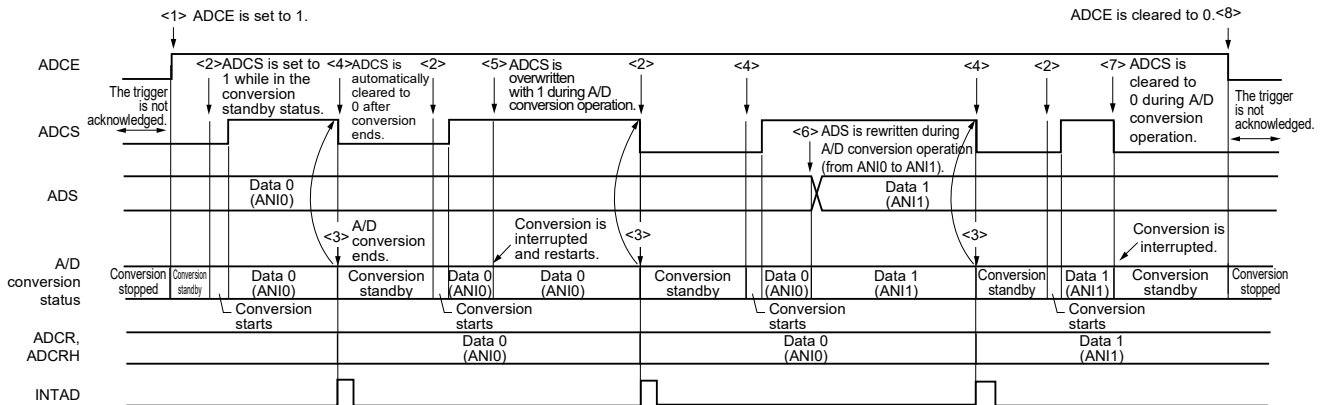 <1> ADCE is set to 1.
ADCE is cleared to 0.<8>
ADCE
<2>ADCS is set to
1 while in the
conversion
standby status.
<4>ADCS is
automatically
cleared to
0 after
conversion
ends.
<2>
<5>ADCS is
overwritten
with 1 during A/D
conversion operation.
<2>
<4>
<4>
<2>
<7> ADCS is
cleared to
0 during A/D
conversion
operation.
The trigger
is not
acknowledged.
The trigger
is not
acknowledged.
ADCS
<6> ADS is rewritten during
A/D conversion operation
(from ANI0 to ANI1).
ADS
Data 0
(ANI0)
Data 1
(ANI1)
<3> A/D
conversion
ends.
Conversion is
interrupted
and restarts.
<3>
<3>
Conversion is
interrupted.
A/D
conversion
status
Conversion
stopped
Conversion
standby
Data 0
(ANI0)
Conversion
standby
Data 0
(ANI0)
Data 0
(ANI0)
Conversion
standby
Data 0
(ANI0)
Data 1
(ANI1)
Conversion
standby
Data 1
(ANI1)
Conversion
standby
Conversion
stopped
Conversion
starts
Conversion
starts
Conversion
starts
Conversion
starts
ADCR,
ADCRH
Data 0
(ANI0)
Data 0
(ANI0)
Data 1
(ANI1)
INTAD